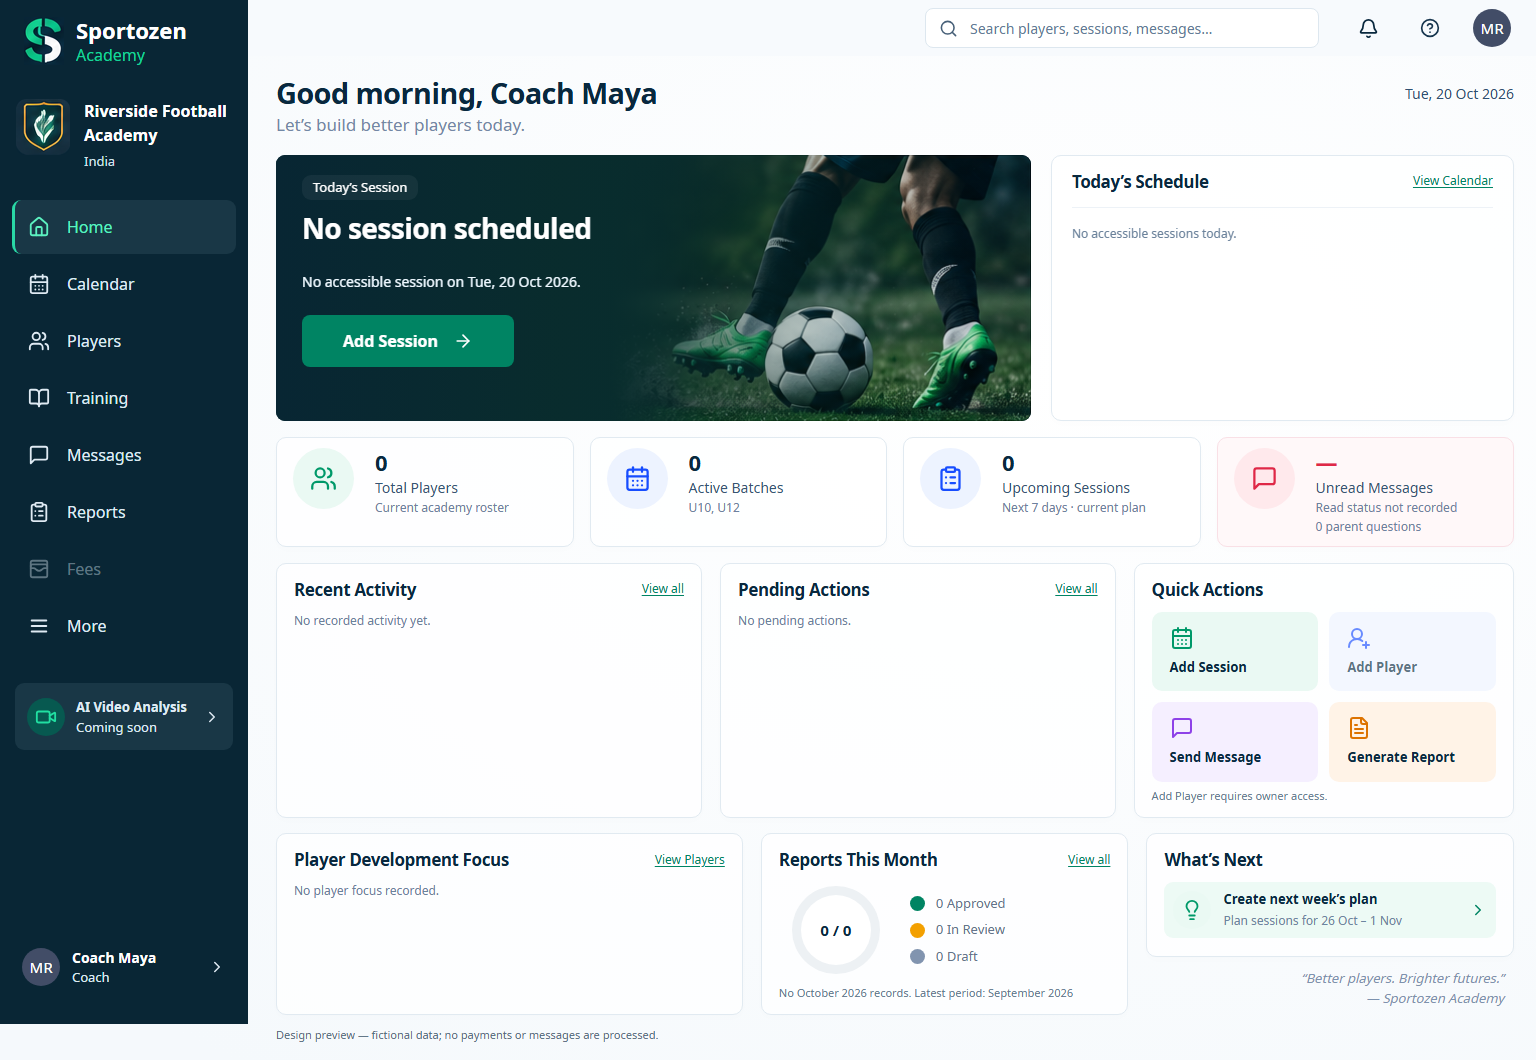 Sportozen
Academy
Riverside Football
Academy
India
Home
Calendar
Players
Training
Messages
Reports
Fees
More
AI Video Analysis
Coming soon
MR
Coach Maya
Coach
Search players, sessions, messages...
MR
Good morning, Coach Maya
Let’s build better players today.
Tue, 20 Oct 2026
Today’s Session
No session scheduled
No accessible session on Tue, 20 Oct 2026.
Add Session
Today’s Schedule
View Calendar
No accessible sessions today.
0
Total Players
Current academy roster
0
Active Batches
U10, U12
0
Upcoming Sessions
Next 7 days · current plan
—
Unread Messages
Read status not recorded
0 parent questions
Recent Activity
View all
No recorded activity yet.
Pending Actions
View all
No pending actions.
Quick Actions
Add Session
Add Player
Send Message
Generate Report
Add Player requires owner access.
Player Development Focus
View Players
No player focus recorded.
Reports This Month
View all
0 / 0
0 Approved
0 In Review
0 Draft
No October 2026 records. Latest period: September 2026
What’s Next
Create next week’s plan
Plan sessions for 26 Oct – 1 Nov
“Better players. Brighter futures.”
— Sportozen Academy
Design preview — fictional data; no payments or messages are processed.